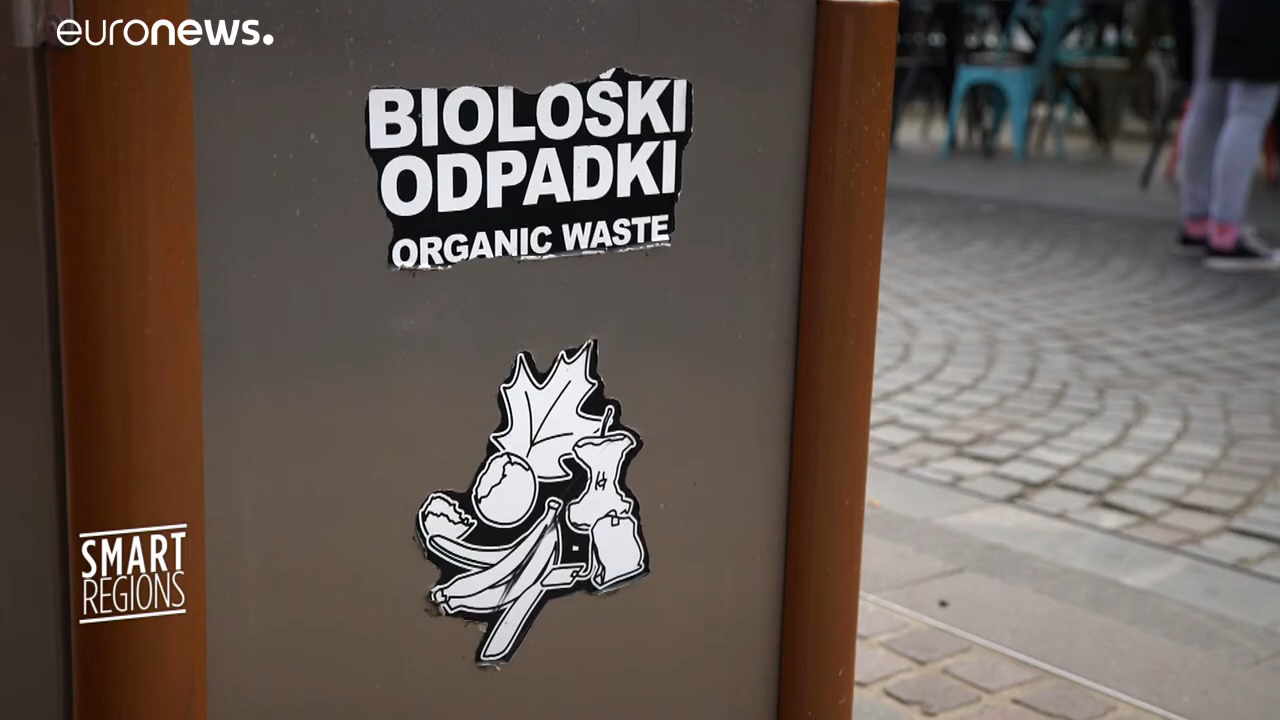 euronews.
BIOLOŠKI
ODPADKI
ORGANIC WASTE
SMART
REGIONS